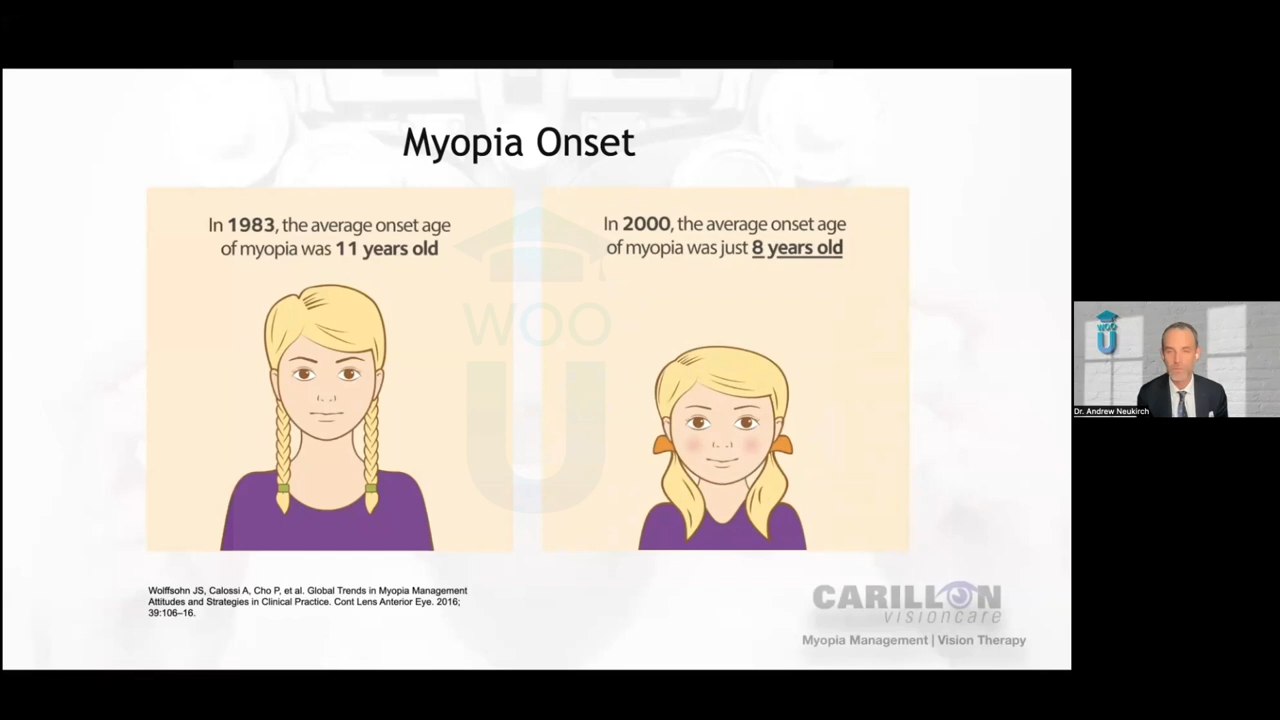 Myopia Onset
In 1983, the average onset age
of myopia was 11 years old
In 2000, the average onset age
of myopia was just 8 years old
WOO
U
Wolffsohn JS, Calossi A, Cho P, et al. Global Trends in Myopia Management
Attitudes and Strategies in Clinical Practice. Cont Lens Anterior Eye. 2016;
39:106–16.
CARILLON
visioncare
Myopia Management | Vision Therapy
WOO
U
Dr. Andrew Neukirch